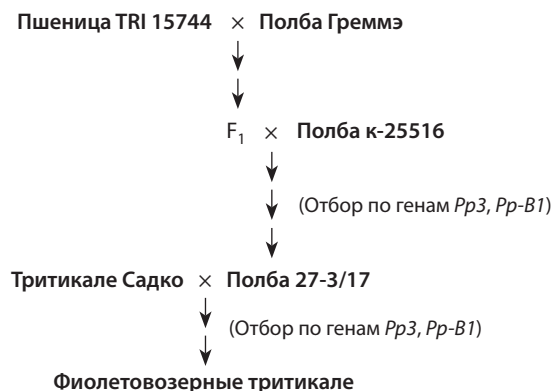 Пшеница TRI 15744 × Полба Греммэ
F₁ × Полба к-25516
(Отбор по генам Pp3, Pp-B1)
Тритикале Садко × Полба 27-3/17
(Отбор по генам Pp3, Pp-B1)
Фиолетовозерные тритикале